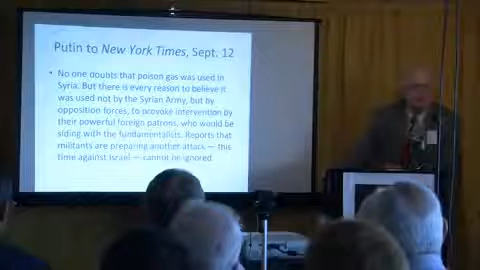 Putin to New York Times, Sept. 12
• No one doubts that poison gas was used in
Syria. But there is every reason to believe it
was used not by the Syrian Army, but by
opposition forces, to provoke intervention by
their powerful foreign patrons, who would be
siding with the fundamentalists. Reports that
militants are preparing another attack — this
time against Israel — cannot be ignored